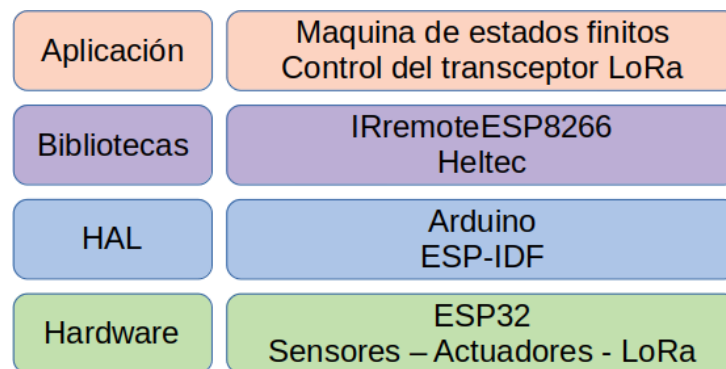 Aplicación
Maquina de estados finitos
Control del transceptor LoRa
Bibliotecas
IRremoteESP8266
Heltec
HAL
Arduino
ESP-IDF
Hardware
ESP32
Sensores – Actuadores - LoRa